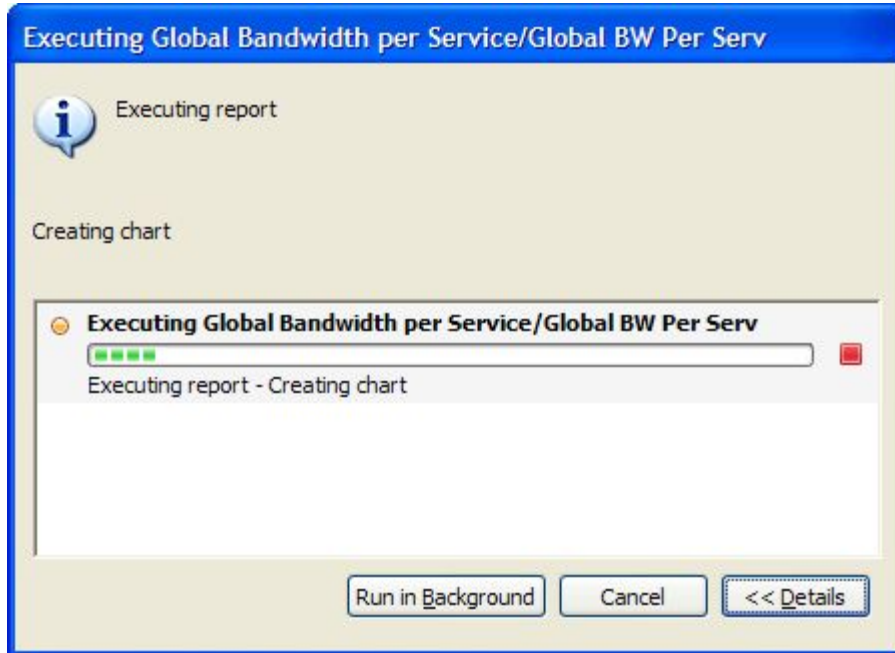 Executing Global Bandwidth per Service/Global BW Per Serv
Executing report
Creating chart
Executing Global Bandwidth per Service/Global BW Per Serv
Executing report - Creating chart
Run in Background
Cancel
<< Details